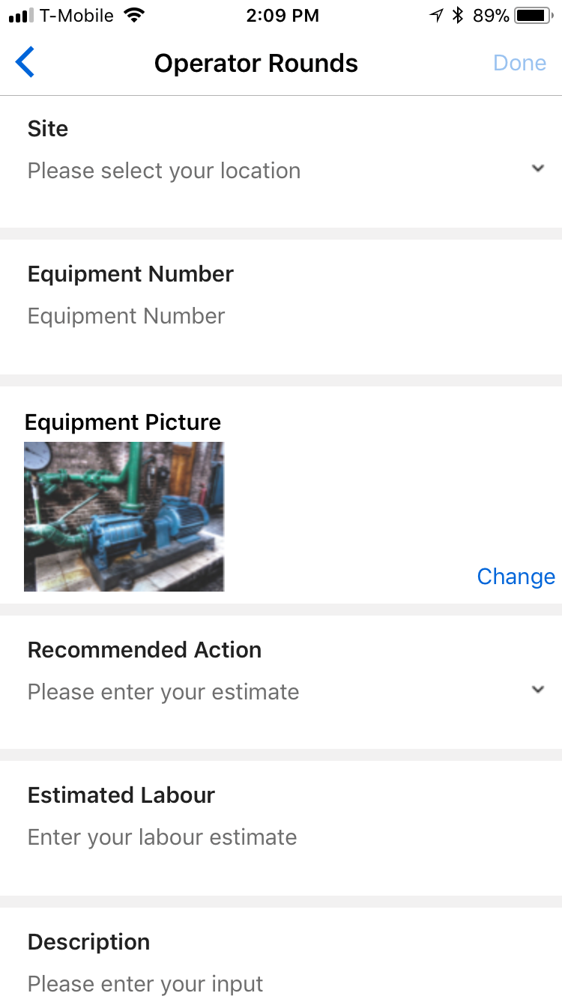 T-Mobile 2:09 PM 89%
Operator Rounds Done
Site
Please select your location
Equipment Number
Equipment Number
Equipment Picture
Change
Recommended Action
Please enter your estimate
Estimated Labour
Enter your labour estimate
Description
Please enter your input